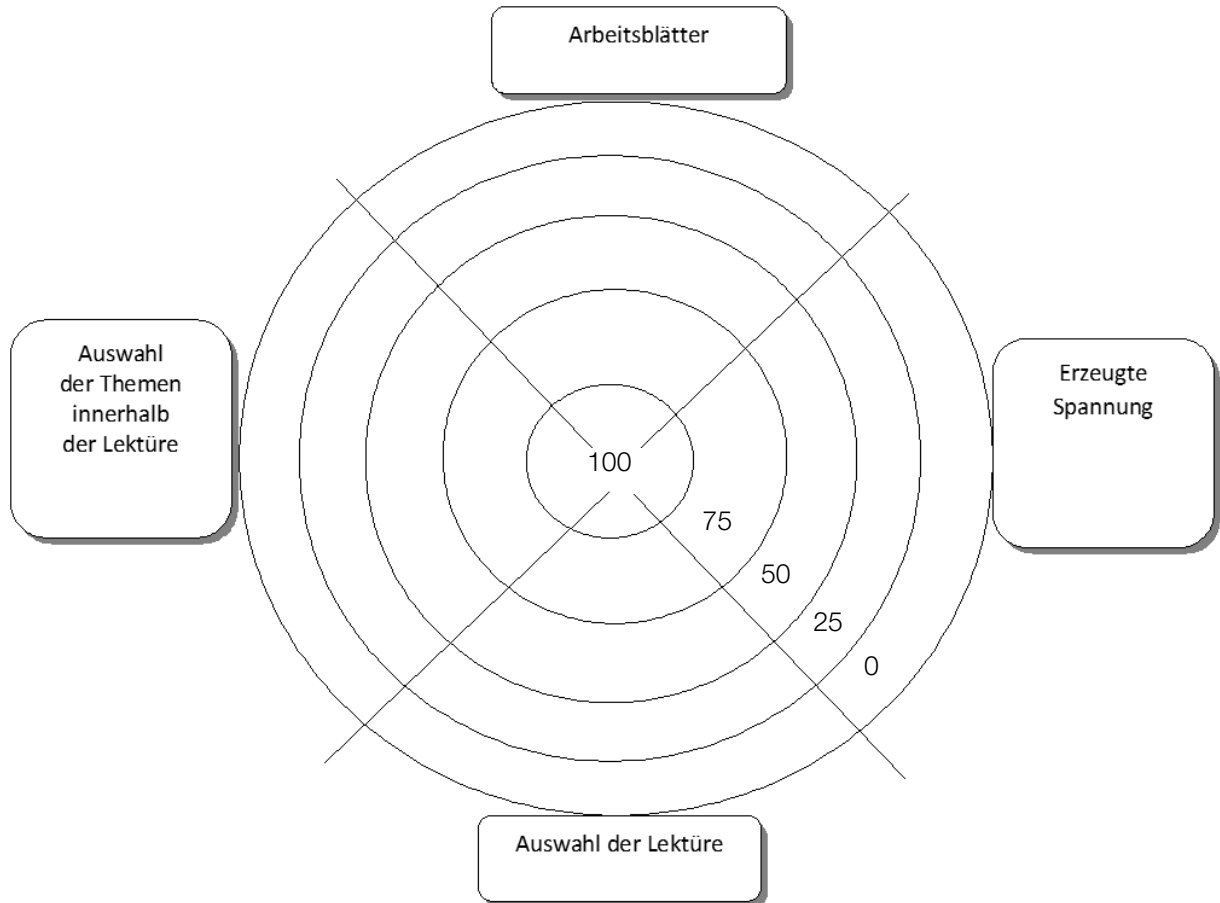 Arbeitsblätter
Auswahl
der Themen
innerhalb
der Lektüre
Erzeugte
Spannung
100
75
50
25
0
Auswahl der Lektüre